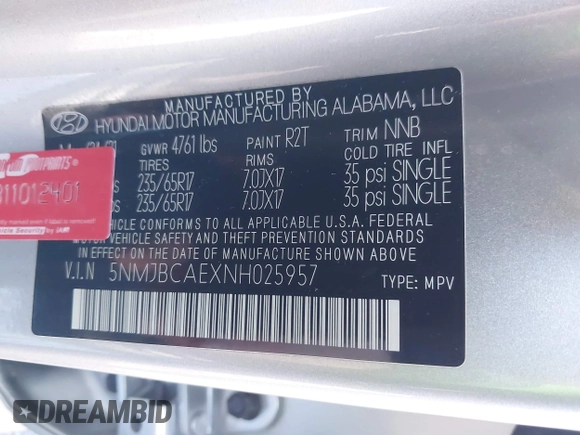 MANUFACTURED BY
HYUNDAI MOTOR MANUFACTURING ALABAMA, LLC
GVWR 4761 lbs PAINT R2T TRIM NNB
TIRES RIMS COLD TIRE INFL
235/65R17 7.0JX17 35 psi SINGLE
235/65R17 7.0JX17 35 psi SINGLE
THIS VEHICLE CONFORMS TO ALL APPLICABLE U.S.A. FEDERAL
MOTOR VEHICLE SAFETY AND THEFT PREVENTION STANDARDS
IN EFFECT ON THE DATE OF MANUFACTURE SHOWN ABOVE.
V.I.N 5NMJBCAEXNH025957
TYPE: MPV
11012401
DREAMBID